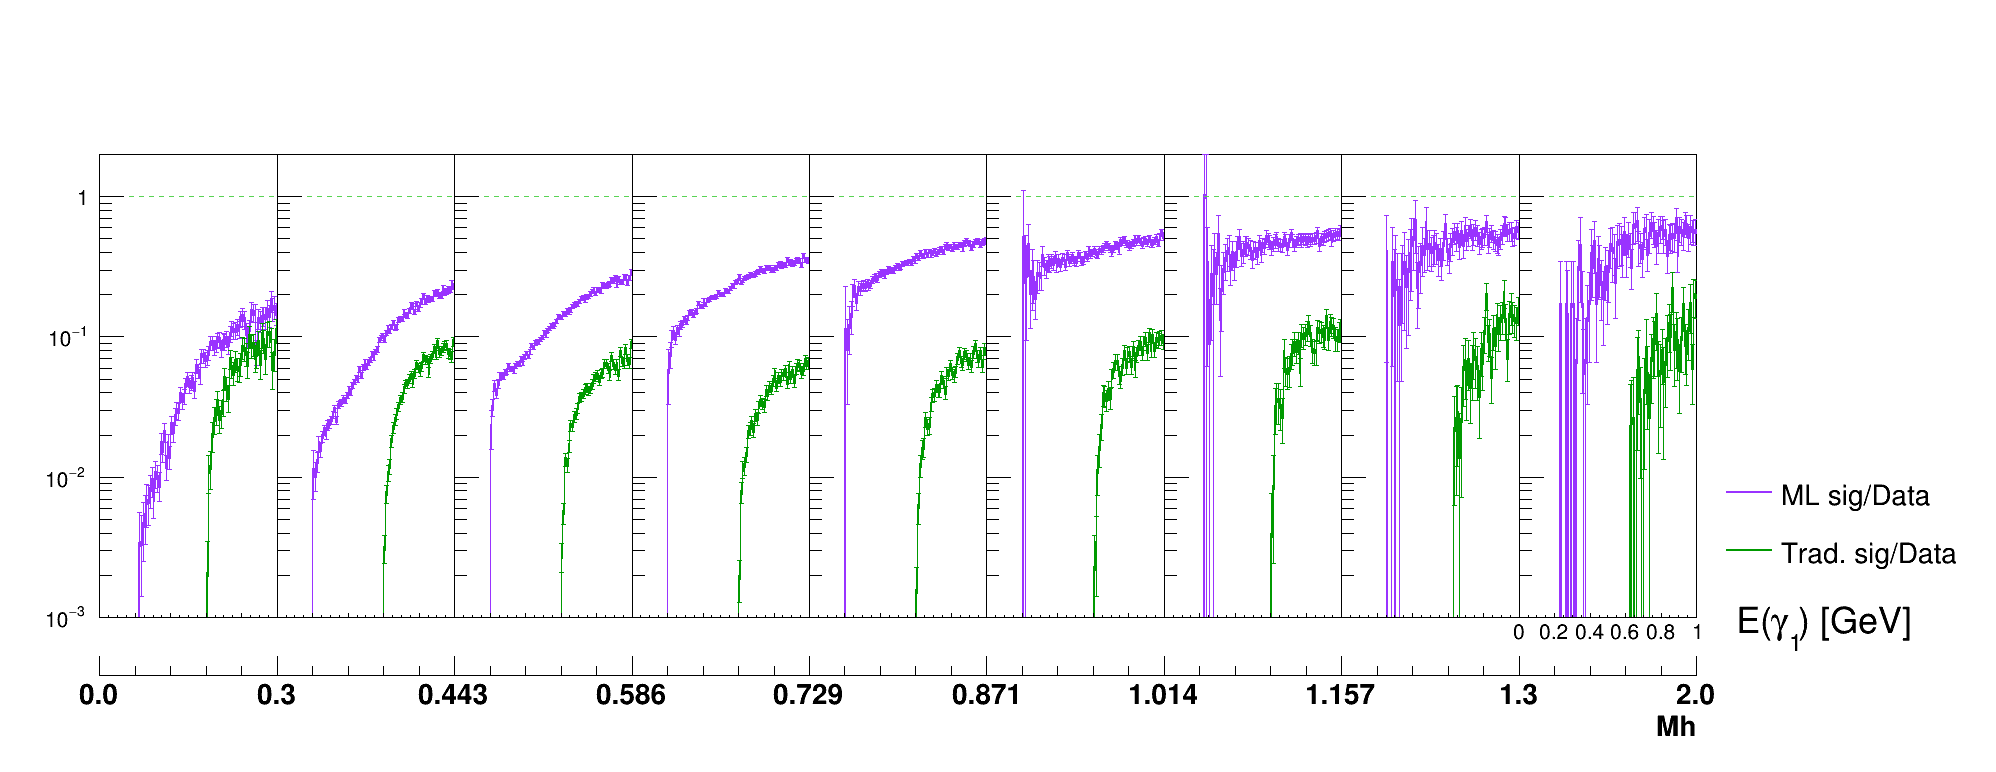 1
10−1
10−2
10−3
ML sig/Data
Trad. sig/Data
E(γ1) [GeV]
0 0.2 0.4 0.6 0.8 1
0.0 0.3 0.443 0.586 0.729 0.871 1.014 1.157 1.3 2.0
Mh